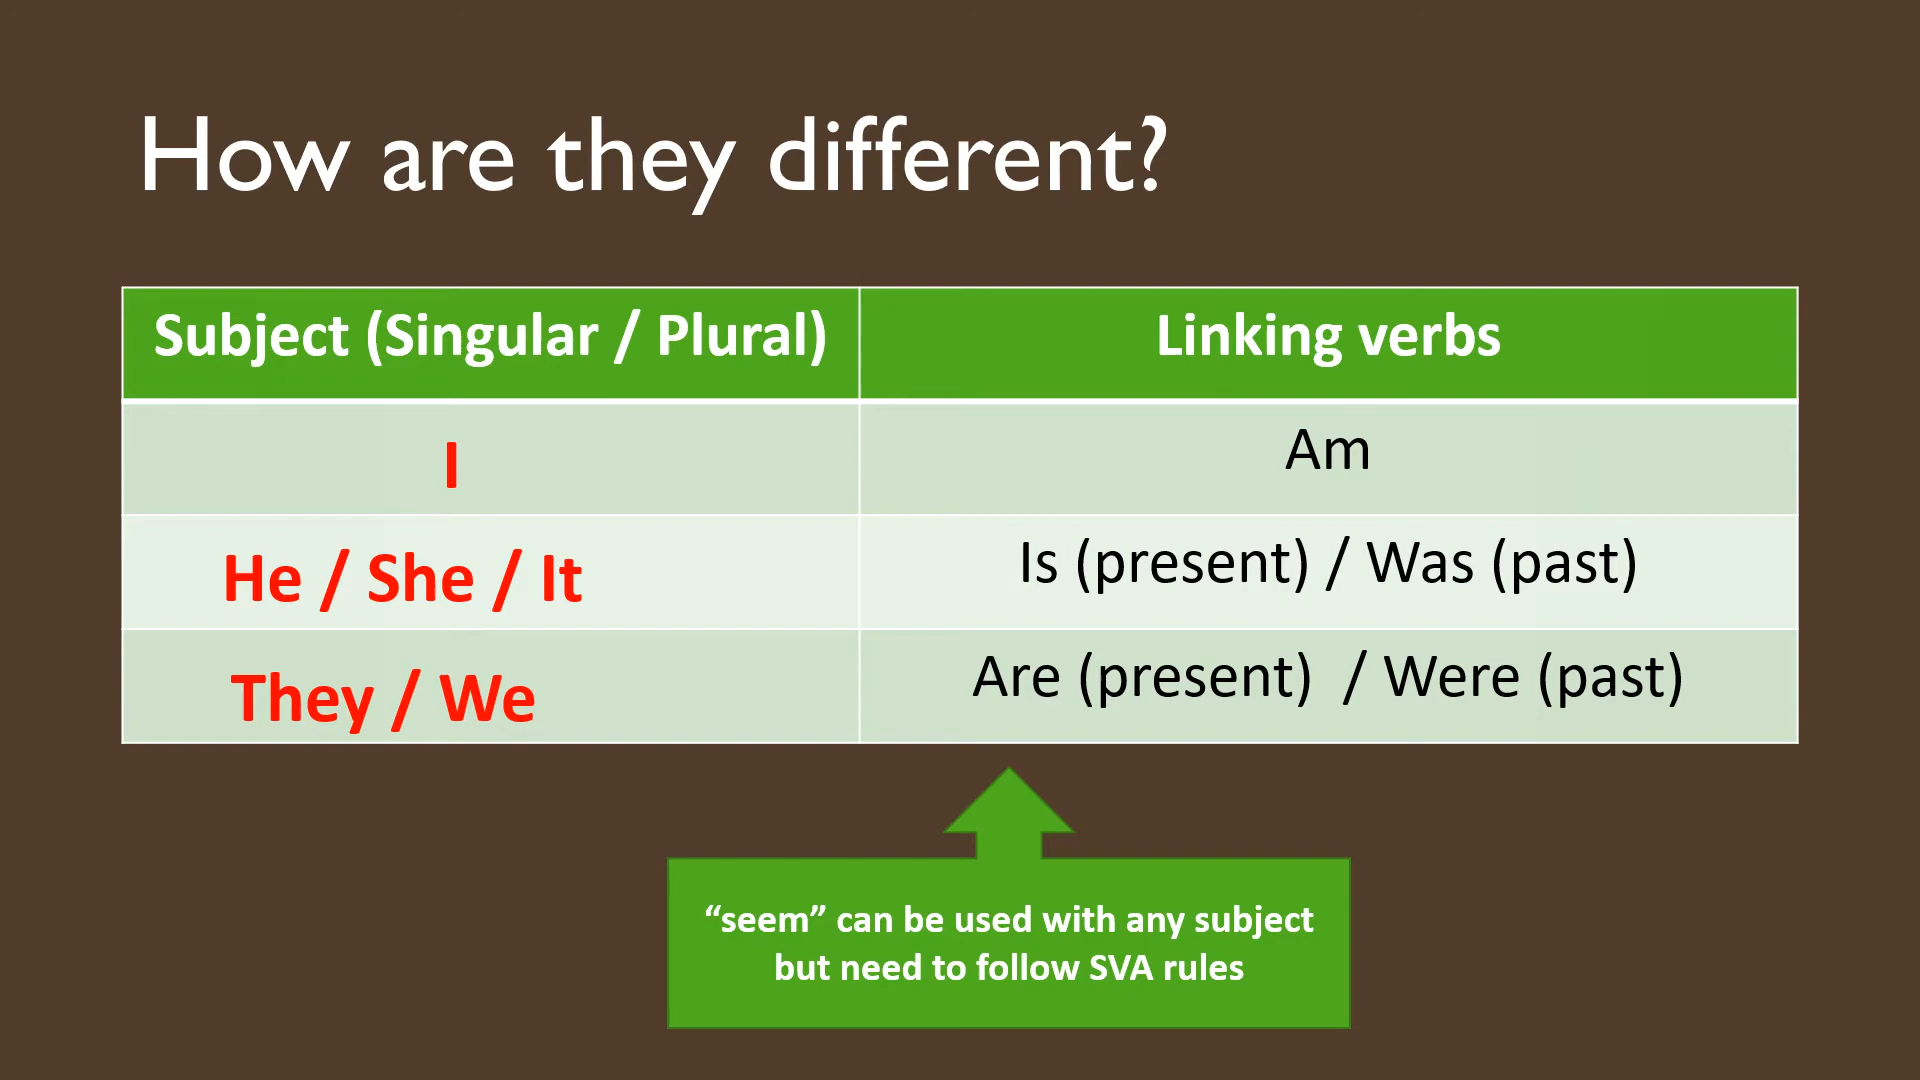 How are they different?
Subject (Singular / Plural)
Linking verbs
I
Am
He / She / It
Is (present) / Was (past)
They / We
Are (present)  / Were (past)
“seem” can be used with any subject
but need to follow SVA rules